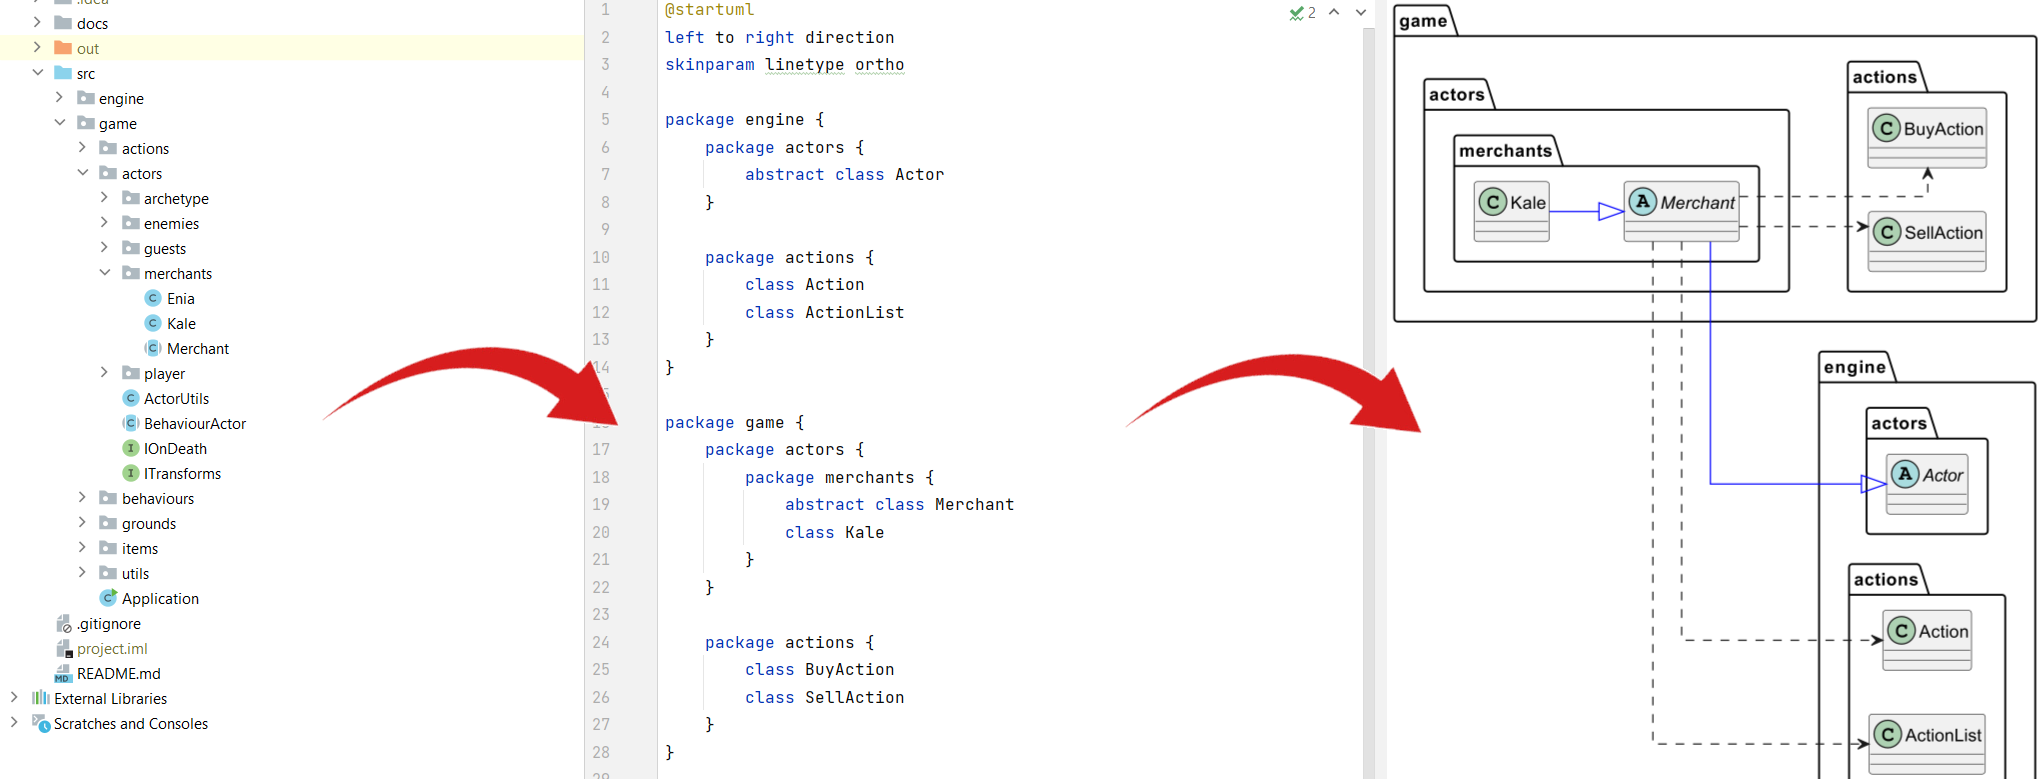 .idea
docs
out
src
engine
game
actions
actors
archetype
enemies
guests
merchants
C Enia
C Kale
C Merchant
player
C ActorUtils
C BehaviourActor
I IOnDeath
I ITransforms
behaviours
grounds
items
utils
C Application
.gitignore
project.iml
MD README.md
External Libraries
Scratches and Consoles
1 @startuml
2 left to right direction
3 skinparam linetype ortho
4
5 package engine {
6 package actors {
7 abstract class Actor
8 }
9
10 package actions {
11 class Action
12 class ActionList
13 }
14 }
16 package game {
17 package actors {
18 package merchants {
19 abstract class Merchant
20 class Kale
21 }
22 }
23
24 package actions {
25 class BuyAction
26 class SellAction
27 }
28 }
2
game
actors
merchants
C Kale
A Merchant
actions
C BuyAction
C SellAction
engine
actors
A Actor
actions
C Action
C ActionList